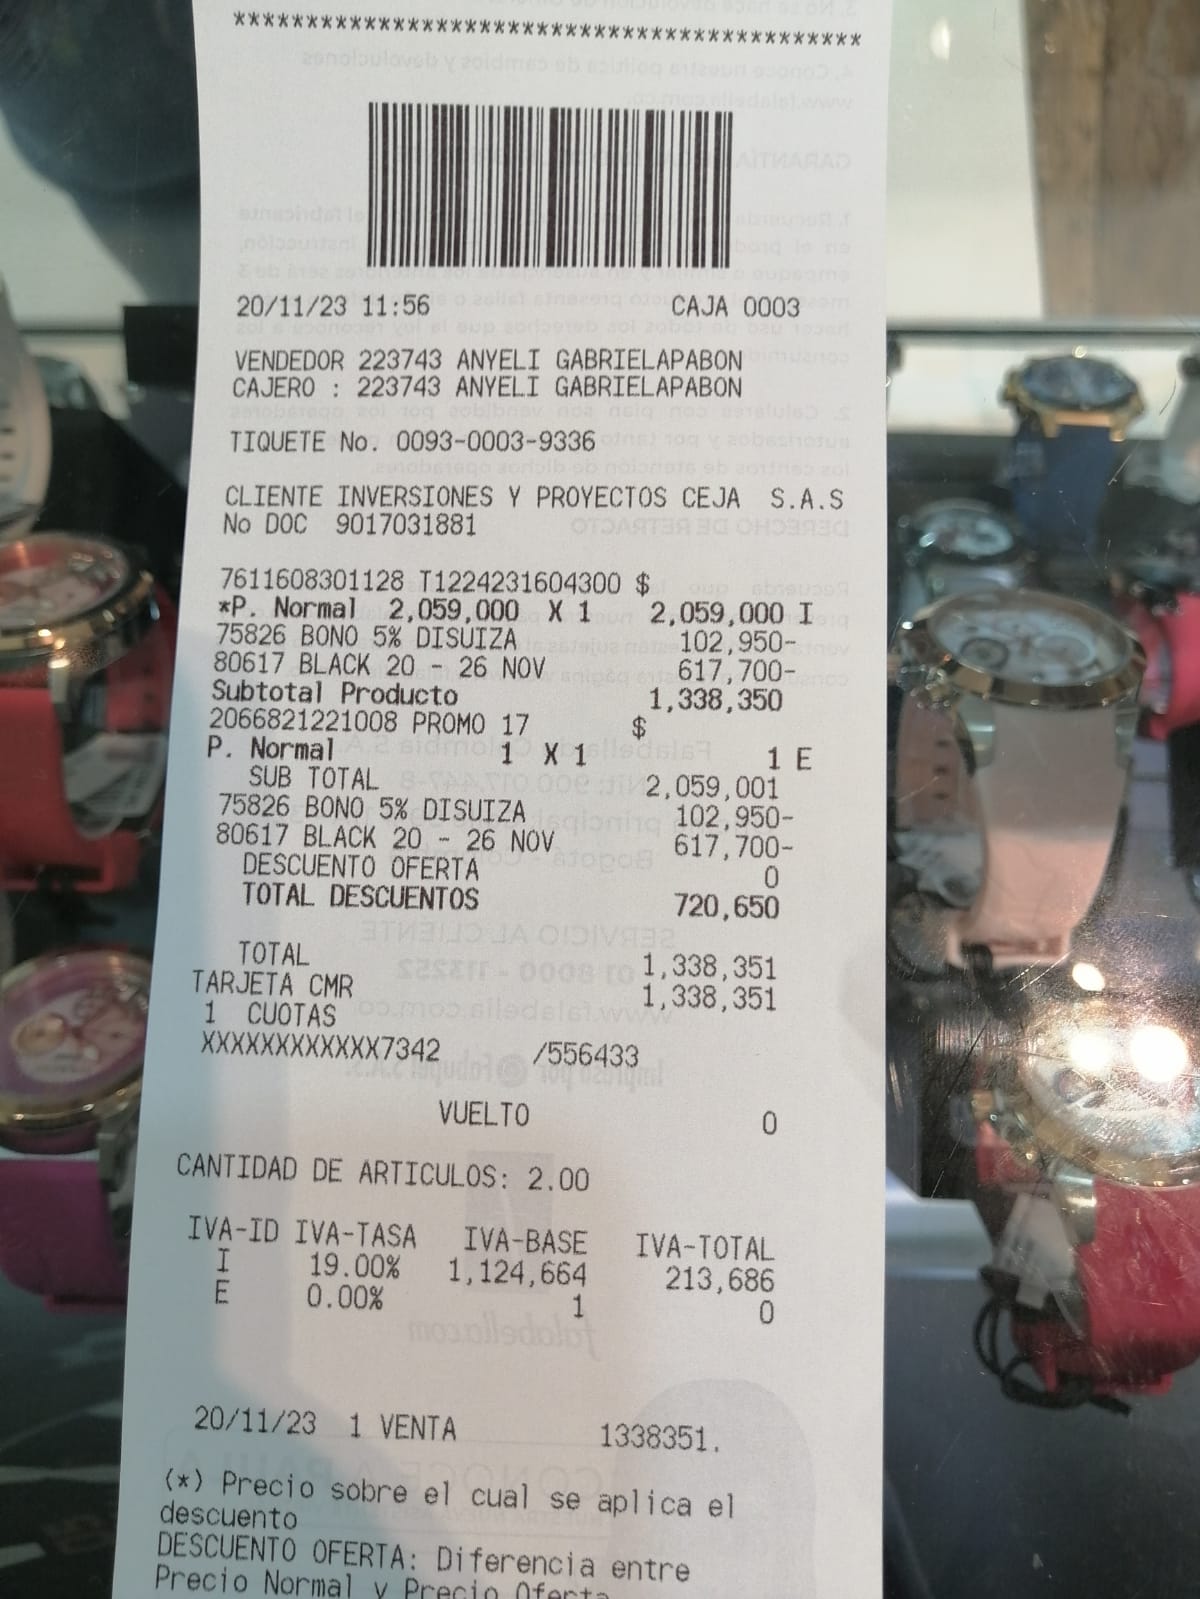 ********************************************
20/11/23 11:56 CAJA 0003
VENDEDOR 223743 ANYELI GABRIELAPABON
CAJERO : 223743 ANYELI GABRIELAPABON
TIQUETE No. 0093-0003-9336
CLIENTE INVERSIONES Y PROYECTOS CEJA S.A.S
No DOC 9017031881
7611608301128 T1224231604300 $
*P. Normal 2,059,000 X 1 2,059,000 I
75826 BONO 5% DISUIZA 102,950-
80617 BLACK 20 - 26 NOV 617,700-
Subtotal Producto 1,338,350
2066821221008 PROMO 17 $
P. Normal 1 X 1 1 E
SUB TOTAL 2,059,001
75826 BONO 5% DISUIZA 102,950-
80617 BLACK 20 - 26 NOV 617,700-
DESCUENTO OFERTA 0
TOTAL DESCUENTOS 720,650
TOTAL 1,338,351
TARJETA CMR 1,338,351
1 CUOTAS
XXXXXXXXXXXX7342 /556433
VUELTO 0
CANTIDAD DE ARTICULOS: 2.00
IVA-ID IVA-TASA IVA-BASE IVA-TOTAL
I 19.00% 1,124,664 213,686
E 0.00% 1 0
20/11/23 1 VENTA 1338351.
(*) Precio sobre el cual se aplica el
descuento
DESCUENTO OFERTA: Diferencia entre
Precio Normal y Precio Oferta